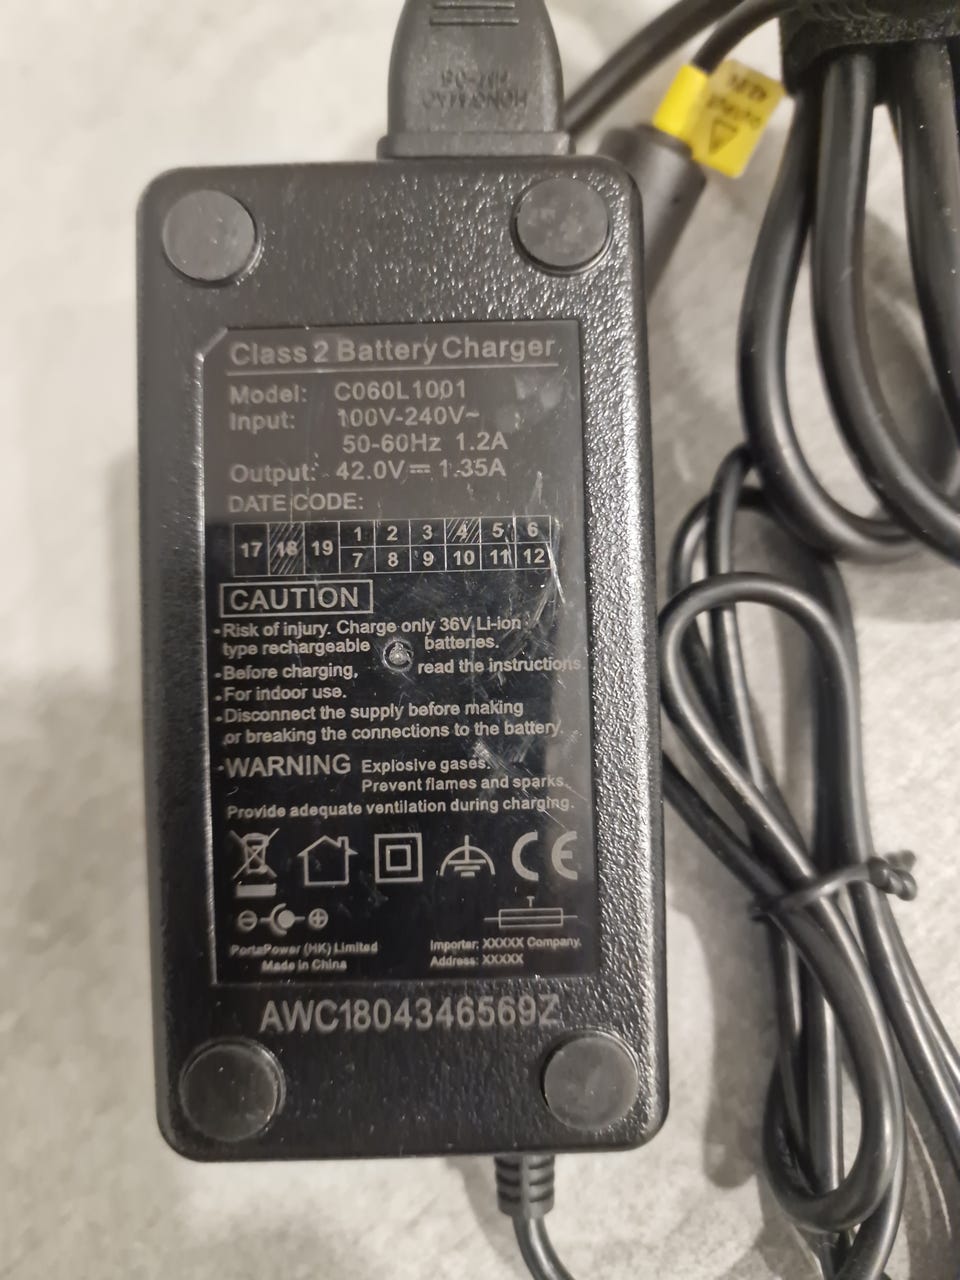 HONG MAO
OUTPUT
Class 2 Battery Charger
Model: C060L1001
Input: 100V-240V~
50-60Hz 1.2A
Output: 42.0V⎓ 1.35A
DATE CODE:
17 18 19 1 2 3 4 5 6
7 8 9 10 11 12
CAUTION
•Risk of injury. Charge only 36V Li-ion
type rechargeable batteries.
•Before charging, read the instructions.
•For indoor use.
•Disconnect the supply before making
or breaking the connections to the battery.
•WARNING Explosive gases.
Prevent flames and sparks.
Provide adequate ventilation during charging.
CE
T
PortaPower (HK) Limited
Made in China
Importer: XXXXX Company.
Address: XXXXX
AWC1804346569Z